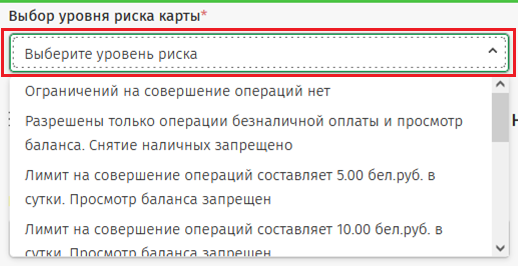 Выбор уровня риска карты*
Выберите уровень риска
Ограничений на совершение операций нет
Разрешены только операции безналичной оплаты и просмотр
баланса. Снятие наличных запрещено
Лимит на совершение операций составляет 5.00 бел.руб. в
сутки. Просмотр баланса запрещен
Лимит на совершение операций составляет 10.00 бел.руб. в
сутки. Просмотр баланса запрещен